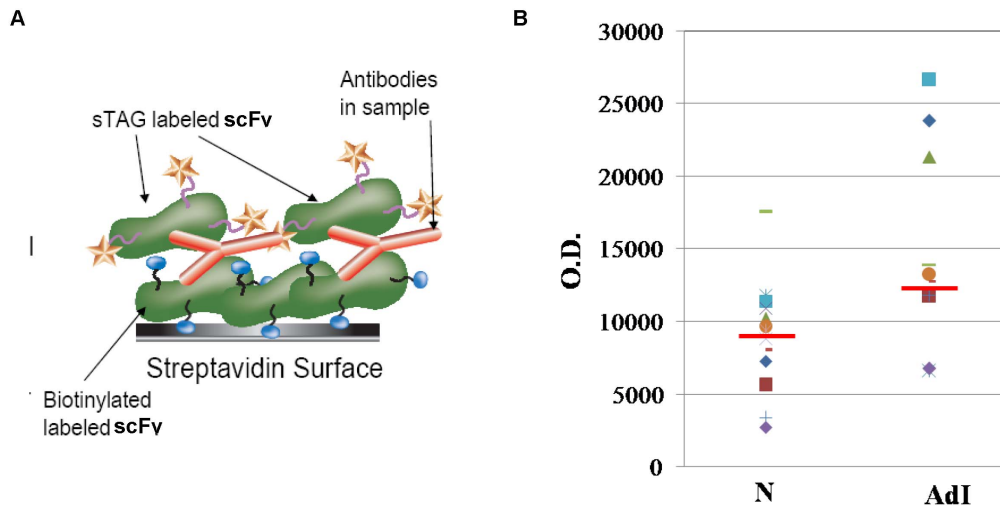 A
sTAG labeled scFv
Antibodies
in sample
Streptavidin Surface
Biotinylated
labeled scFv
B
O.D.
30000
25000
20000
15000
10000
5000
0
N
AdI